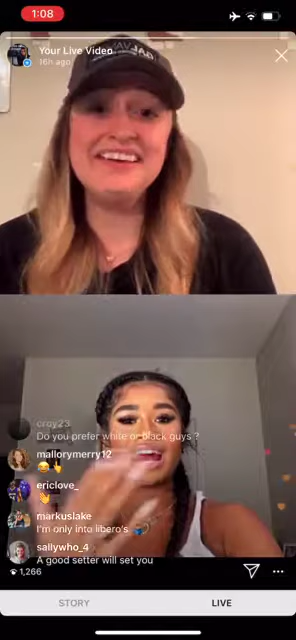 1:08
Your Live Video
16h ago
croy23
Do you prefer white or black guys ?
mallorymerry12
😂👆
ericlove_
👏
markuslake
I'm only into libero's
sallywho_4
A good setter will set you
1,266
STORY
LIVE